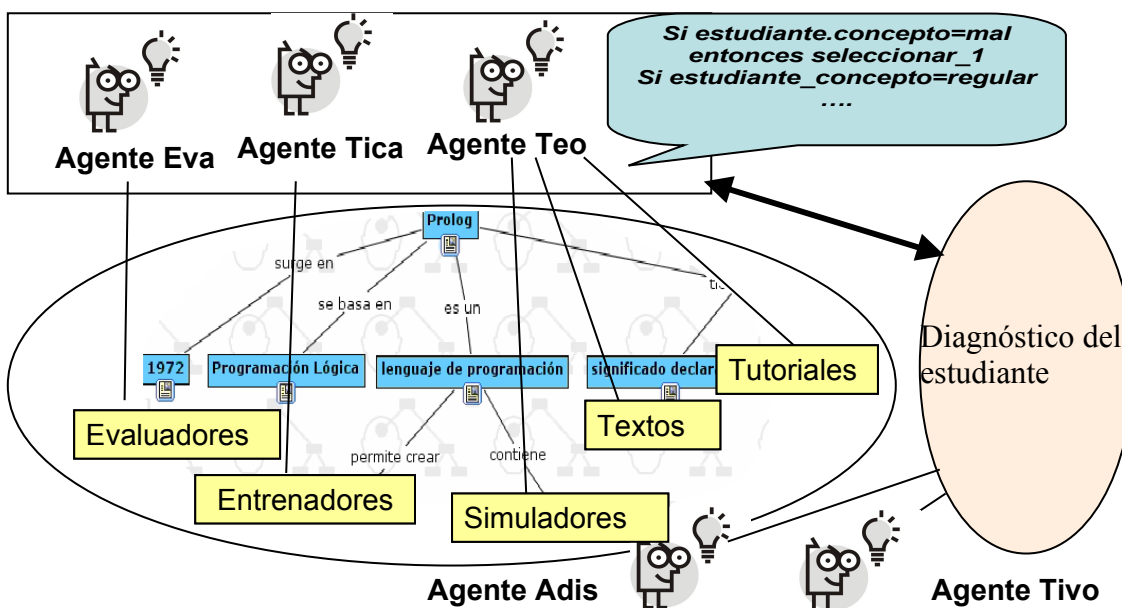 Si estudiante.concepto=mal
entonces seleccionar_1
Si estudiante_concepto=regular
....
Agente Eva
Agente Tica
Agente Teo
Prolog
surge en
se basa en
es un
1972
Programación Lógica
lenguaje de programación
significado
Tutoriales
Diagnóstico del
estudiante
Evaluadores
Textos
permite crear
contiene
Entrenadores
Simuladores
Agente Adis
Agente Tivo